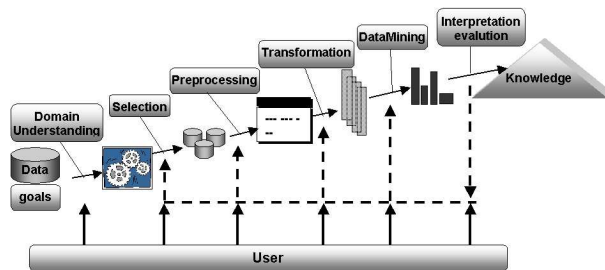 Domain
Understanding
Selection
Preprocessing
Transformation
DataMining
Interpretation
evalution
Data
goals
Knowledge
User